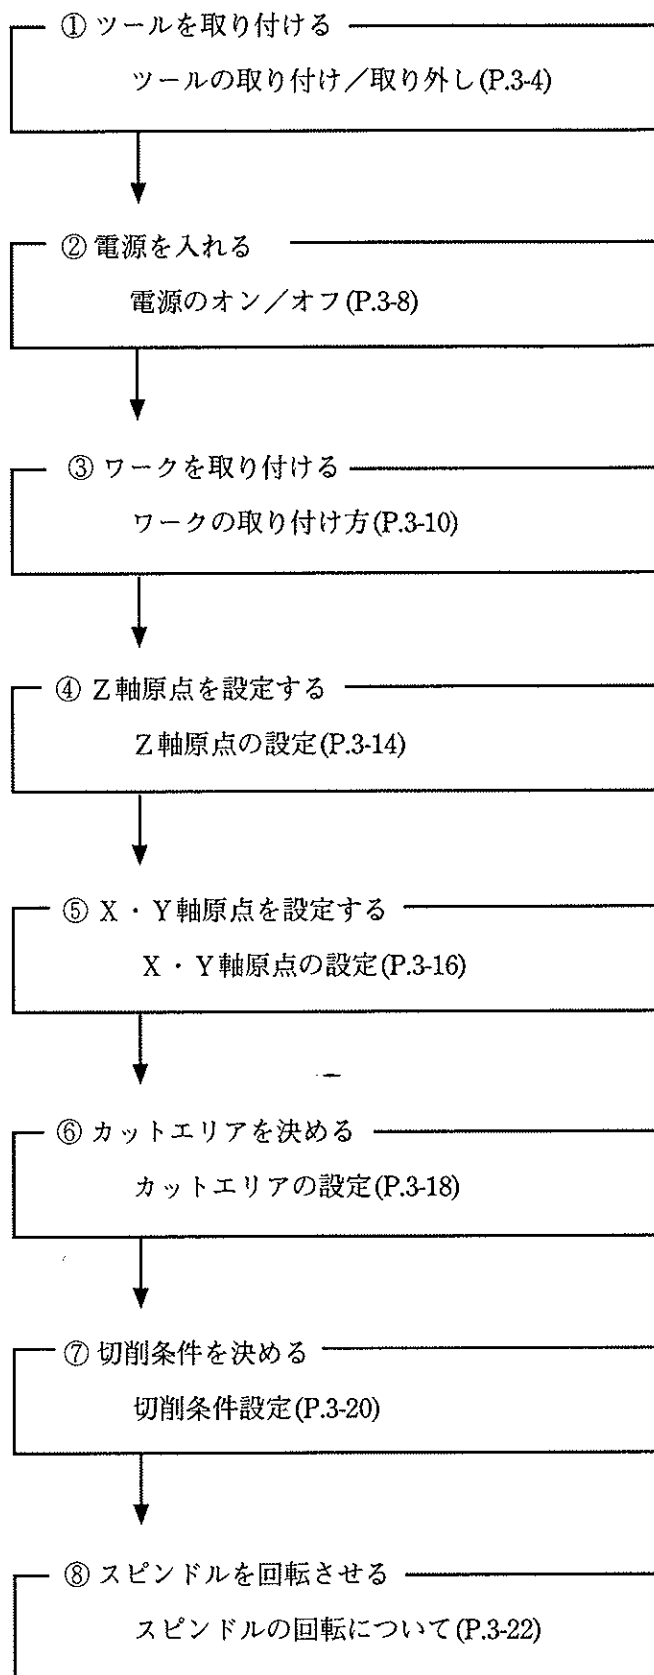 ① ツールを取り付ける
ツールの取り付け／取り外し(P.3-4)
② 電源を入れる
電源のオン／オフ(P.3-8)
③ ワークを取り付ける
ワークの取り付け方(P.3-10)
④ Z軸原点を設定する
Z軸原点の設定(P.3-14)
⑤ X・Y軸原点を設定する
X・Y軸原点の設定(P.3-16)
⑥ カットエリアを決める
カットエリアの設定(P.3-18)
⑦ 切削条件を決める
切削条件設定(P.3-20)
⑧ スピンドルを回転させる
スピンドルの回転について(P.3-22)